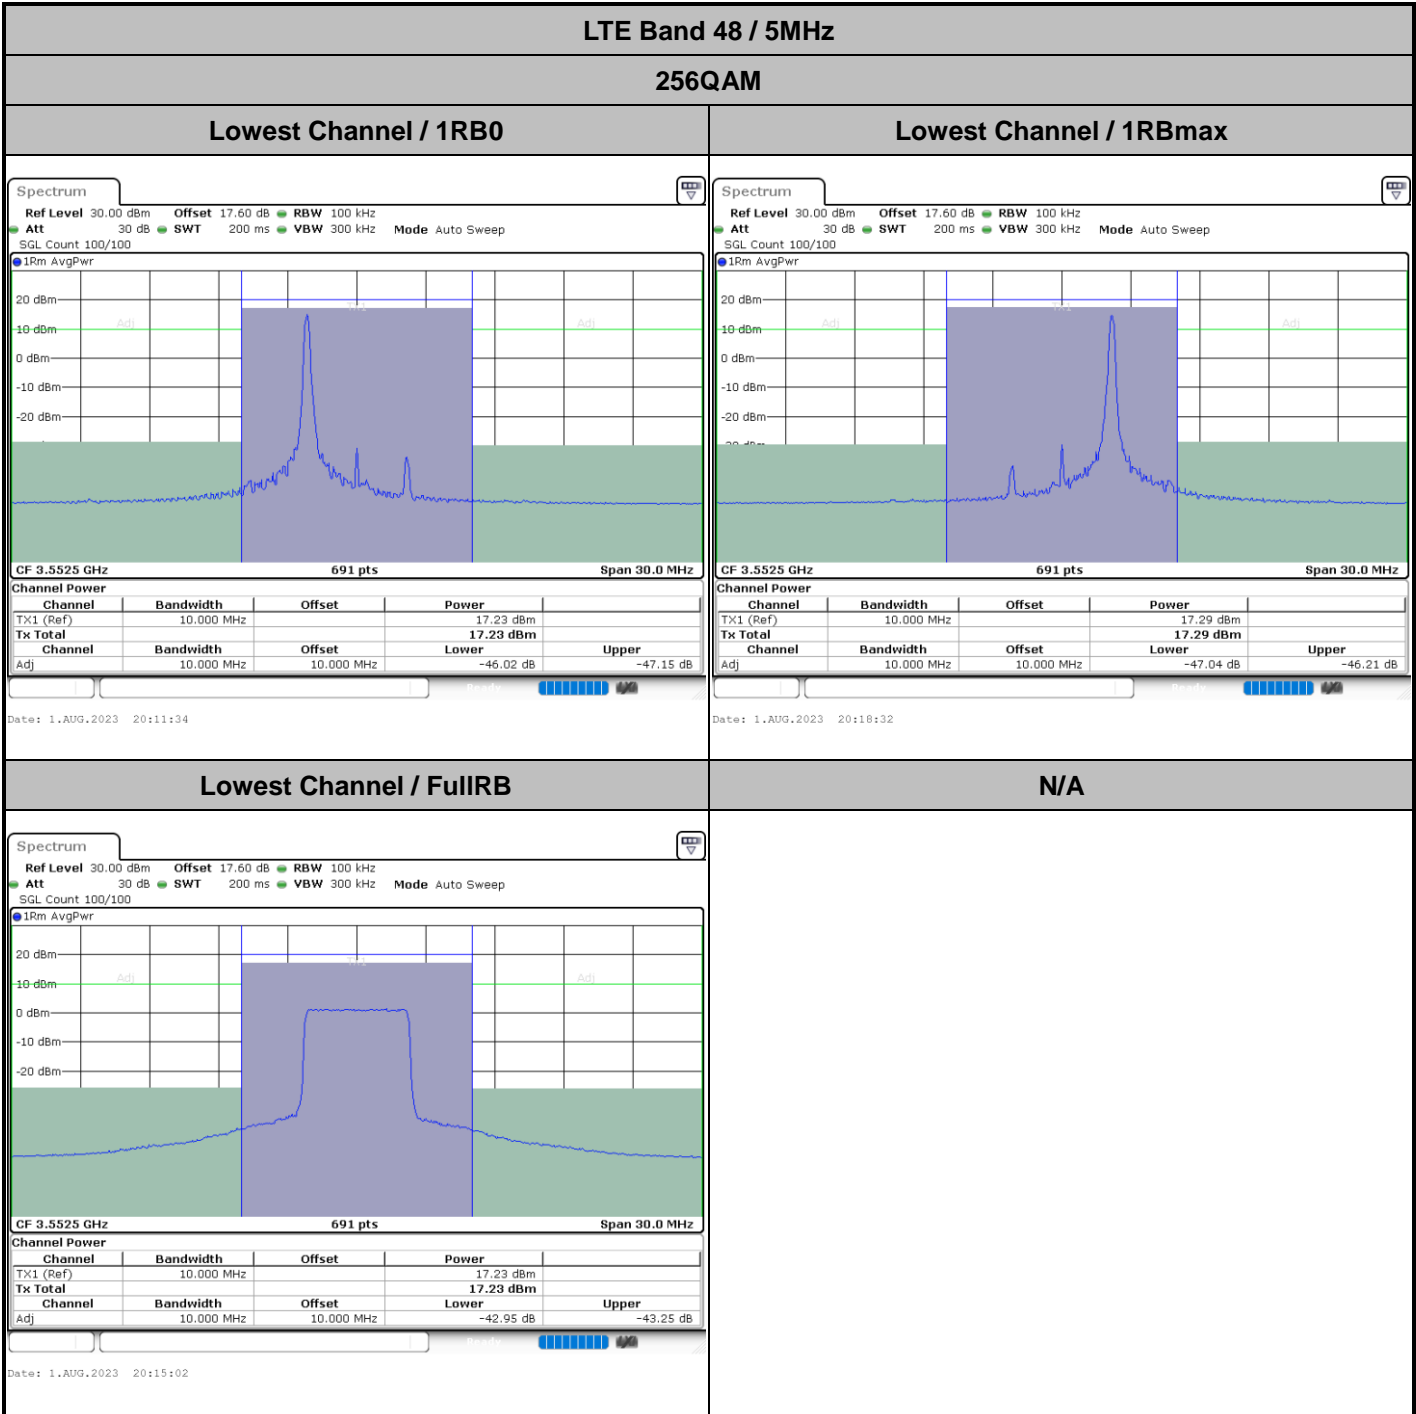 LTE Band 48 / 5MHz
256QAM
Lowest Channel / 1RB0
Lowest Channel / 1RBmax
Spectrum
Ref Level 30.00 dBm Offset 17.60 dB RBW 100 kHz
Att 30 dB SWT 200 ms VBW 300 kHz Mode Auto Sweep
SGL Count 100/100
1Rm AvgPwr
TX1
20 dBm
Adj
Adj
10 dBm
0 dBm
-10 dBm
-20 dBm
CF 3.5525 GHz 691 pts Span 30.0 MHz
Channel Power
Channel Bandwidth Offset Power
TX1 (Ref) 10.000 MHz 17.23 dBm
Tx Total 17.23 dBm
Channel Bandwidth Offset Lower Upper
Adj 10.000 MHz 10.000 MHz -46.02 dB -47.15 dB
Ready
Date: 1.AUG.2023 20:11:34
Spectrum
Ref Level 30.00 dBm Offset 17.60 dB RBW 100 kHz
Att 30 dB SWT 200 ms VBW 300 kHz Mode Auto Sweep
SGL Count 100/100
1Rm AvgPwr
TX1
20 dBm
Adj
Adj
10 dBm
0 dBm
-10 dBm
-20 dBm
CF 3.5525 GHz 691 pts Span 30.0 MHz
Channel Power
Channel Bandwidth Offset Power
TX1 (Ref) 10.000 MHz 17.29 dBm
Tx Total 17.29 dBm
Channel Bandwidth Offset Lower Upper
Adj 10.000 MHz 10.000 MHz -47.04 dB -46.21 dB
Ready
Date: 1.AUG.2023 20:18:32
Lowest Channel / FullRB
N/A
Spectrum
Ref Level 30.00 dBm Offset 17.60 dB RBW 100 kHz
Att 30 dB SWT 200 ms VBW 300 kHz Mode Auto Sweep
SGL Count 100/100
1Rm AvgPwr
TX1
20 dBm
Adj
Adj
10 dBm
0 dBm
-10 dBm
-20 dBm
CF 3.5525 GHz 691 pts Span 30.0 MHz
Channel Power
Channel Bandwidth Offset Power
TX1 (Ref) 10.000 MHz 17.23 dBm
Tx Total 17.23 dBm
Channel Bandwidth Offset Lower Upper
Adj 10.000 MHz 10.000 MHz -42.95 dB -43.25 dB
Ready
Date: 1.AUG.2023 20:15:02